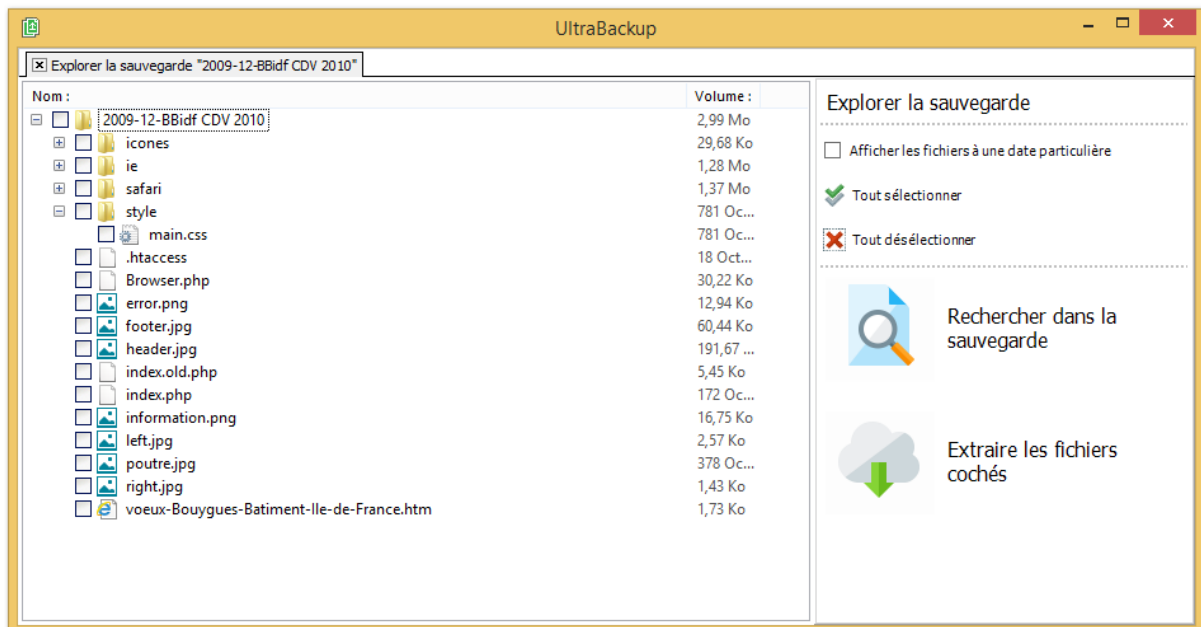 UltraBackup
Explorer la sauvegarde "2009-12-BBidf CDV 2010"
Nom : Volume :
2009-12-BBidf CDV 2010 2,99 Mo
icones 29,68 Ko
ie 1,28 Mo
safari 1,37 Mo
style 781 Oc...
main.css 781 Oc...
.htaccess 18 Oct...
Browser.php 30,22 Ko
error.png 12,94 Ko
footer.jpg 60,44 Ko
header.jpg 191,67 ...
index.old.php 5,45 Ko
index.php 172 Oc...
information.png 16,75 Ko
left.jpg 2,57 Ko
poutre.jpg 378 Oc...
right.jpg 1,43 Ko
voeux-Bouygues-Batiment-Ile-de-France.htm 1,73 Ko
Explorer la sauvegarde
Afficher les fichiers à une date particulière
Tout sélectionner
Tout désélectionner
Rechercher dans la
sauvegarde
Extraire les fichiers
cochés